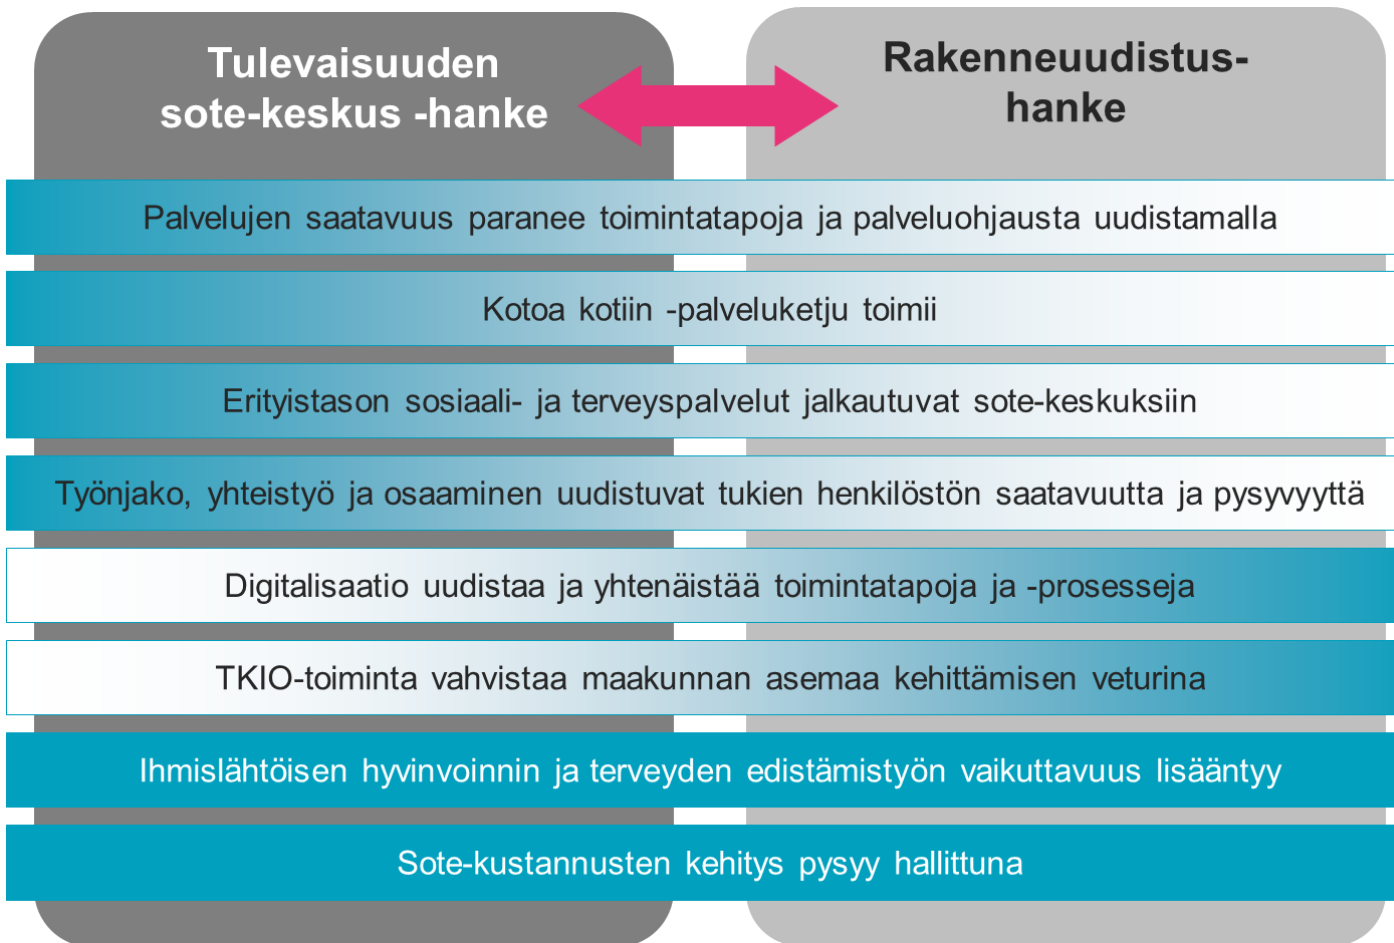 Tulevaisuuden
sote-keskus -hanke
Rakenneuudistus-
hanke
Palvelujen saatavuus paranee toimintatapoja ja palveluohjausta uudistamalla
Kotoa kotiin -palveluketju toimii
Erityistason sosiaali- ja terveyspalvelut jalkautuvat sote-keskuksiin
Työnjako, yhteistyö ja osaaminen uudistuvat tukien henkilöstön saatavuutta ja pysyvyyttä
Digitalisaatio uudistaa ja yhtenäistää toimintatapoja ja -prosesseja
TKIO-toiminta vahvistaa maakunnan asemaa kehittämisen veturina
Ihmislähtöisen hyvinvoinnin ja terveyden edistämistyön vaikuttavuus lisääntyy
Sote-kustannusten kehitys pysyy hallittuna